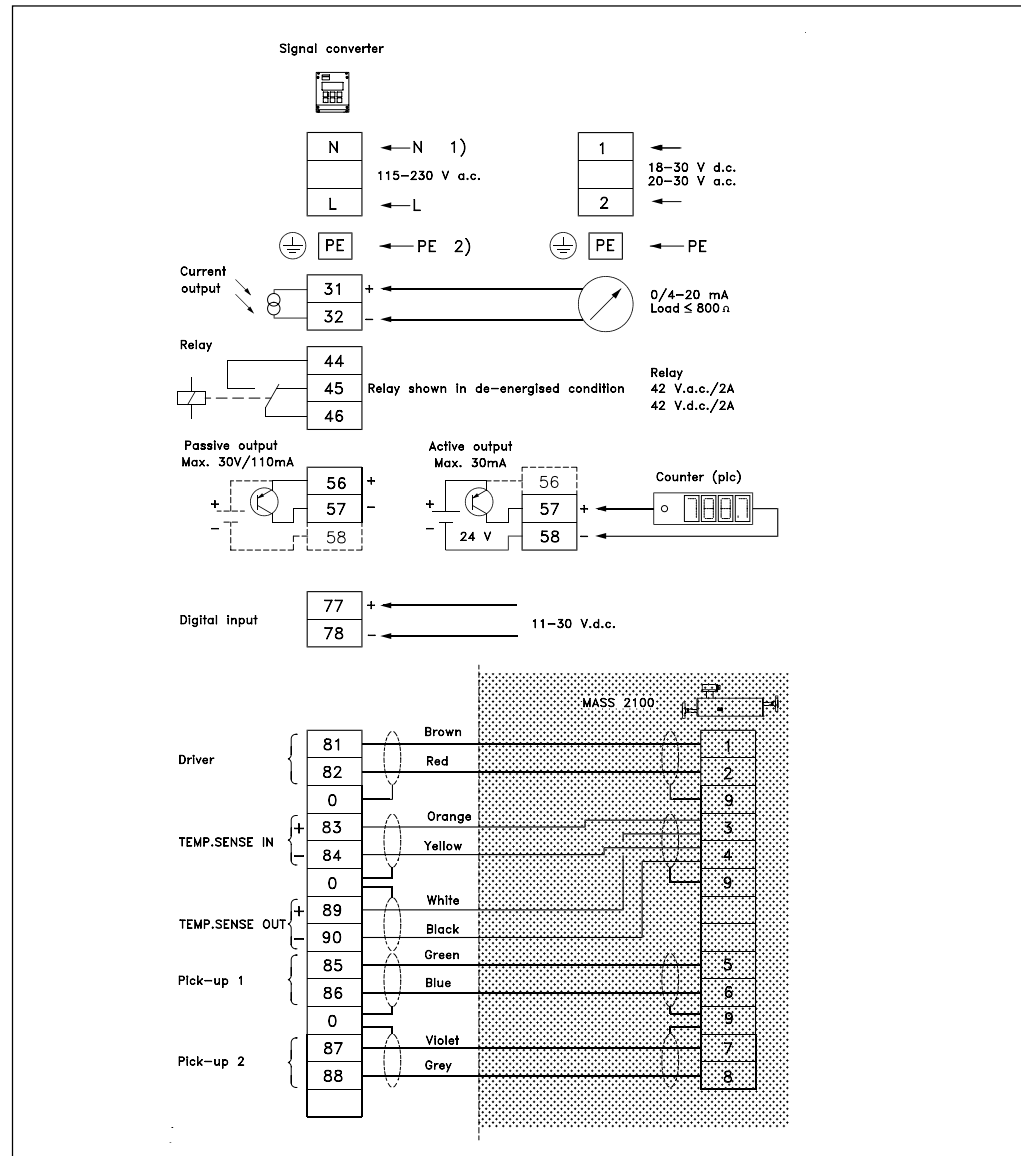 Signal converter
N ←N 1) 1
115-230 V a.c. 18-30 V d.c.
20-30 V a.c.
L ←L 2
PE ←PE 2) PE ←PE
Current
output
31 +
32 -
0/4-20 mA
Load ≤ 800Ω
Relay
44
45 Relay shown in de-energised condition
46
Relay
42 V.a.c./2A
42 V.d.c./2A
Passive output
Max. 30V/110mA
+
-
56 +
57 -
58
Active output
Max. 30mA
+
-
24 V
56
57 +
58 -
Counter (plc)
Digital input
77 +
78 -
11-30 V.d.c.
MASS 2100
Driver
81 Brown 1
82 Red 2
0 9
TEMP.SENSE IN
+ 83 Orange 3
- 84 Yellow 4
0 9
TEMP.SENSE OUT
+ 89 White
- 90 Black
Pick-up 1
85 Green 5
86 Blue 6
0 9
Pick-up 2
87 Violet 7
88 Grey 8